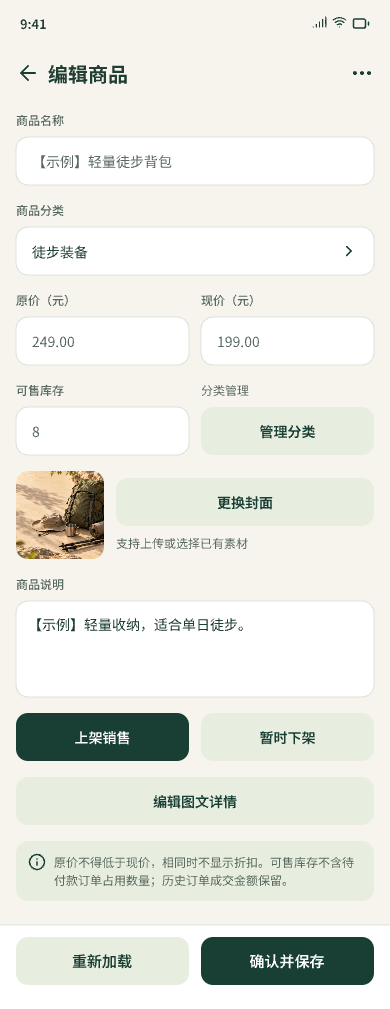 9:41
编辑商品
商品名称
【示例】轻量徒步背包
商品分类
徒步装备
原价（元）
现价（元）
249.00
199.00
可售库存
分类管理
8
管理分类
更换封面
支持上传或选择已有素材
商品说明
【示例】轻量收纳，适合单日徒步。
上架销售
暂时下架
编辑图文详情
原价不得低于现价，相同时不显示折扣。可售库存不含待
付款订单占用数量；历史订单成交金额保留。
重新加载
确认并保存